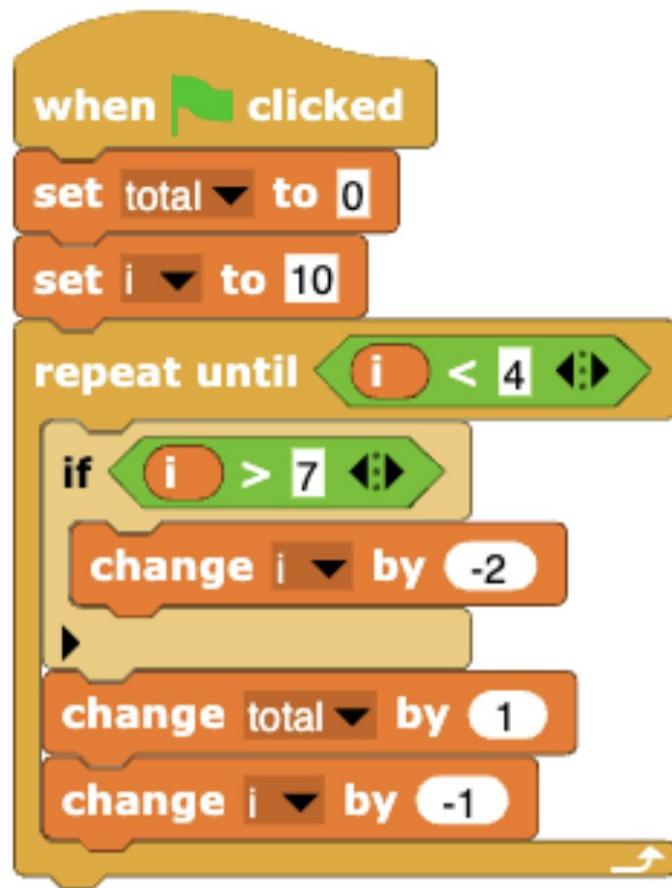 when clicked
set total to 0
set i to 10
repeat until i < 4
if i > 7
change i by -2
change total by 1
change i by -1